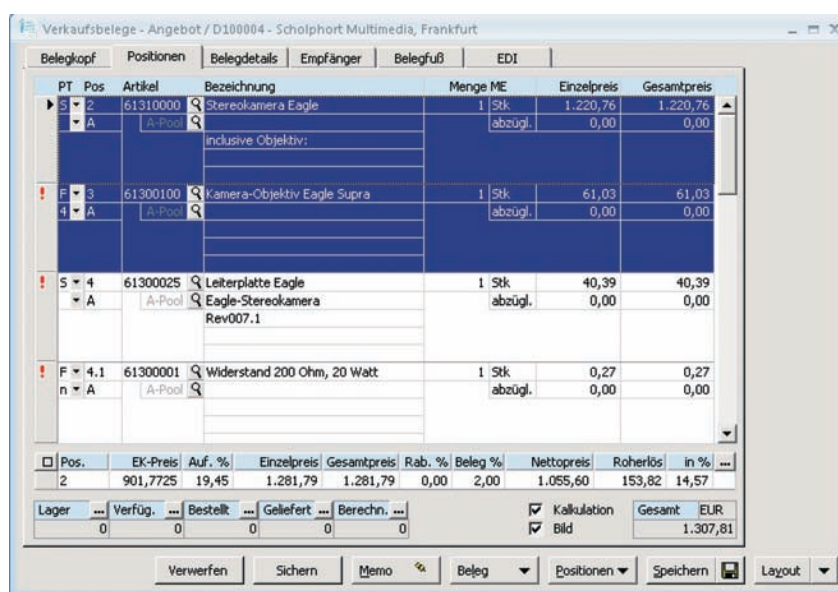 Verkaufsbelege - Angebot / D100004 - Scholphort Multimedia, Frankfurt
Belegkopf Positionen Belegdetails Empfänger Belegfuß EDI
PT Pos Artikel Bezeichnung Menge ME Einzelpreis Gesamtpreis
S 2 61310000 Stereokamera Eagle 1 Stk 1.220,76 1.220,76
A A-Pool abzügl. 0,00 0,00
inclusive Objektiv:
! F 3 61300100 Kamera-Objektiv Eagle Supra 1 Stk 61,03 61,03
4 A A-Pool abzügl. 0,00 0,00
! S 4 61300025 Leiterplatte Eagle 1 Stk 40,39 40,39
A A-Pool Eagle-Stereokamera abzügl. 0,00 0,00
Rev007.1
! F 4.1 61300001 Widerstand 200 Ohm, 20 Watt 1 Stk 0,27 0,27
n A A-Pool abzügl. 0,00 0,00
Pos. EK-Preis Auf. % Einzelpreis Gesamtpreis Rab. % Beleg % Nettopreis Roherlös in % ...
2 901,7725 19,45 1.281,79 1.281,79 0,00 2,00 1.055,60 153,82 14,57
Lager ... Verfüg. ... Bestellt ... Geliefert ... Berechn. ... Kalkulation Gesamt EUR
0 0 0 0 0 Bild 1.307,81
Verwerfen Sichern Memo Beleg Positionen Speichern Layout